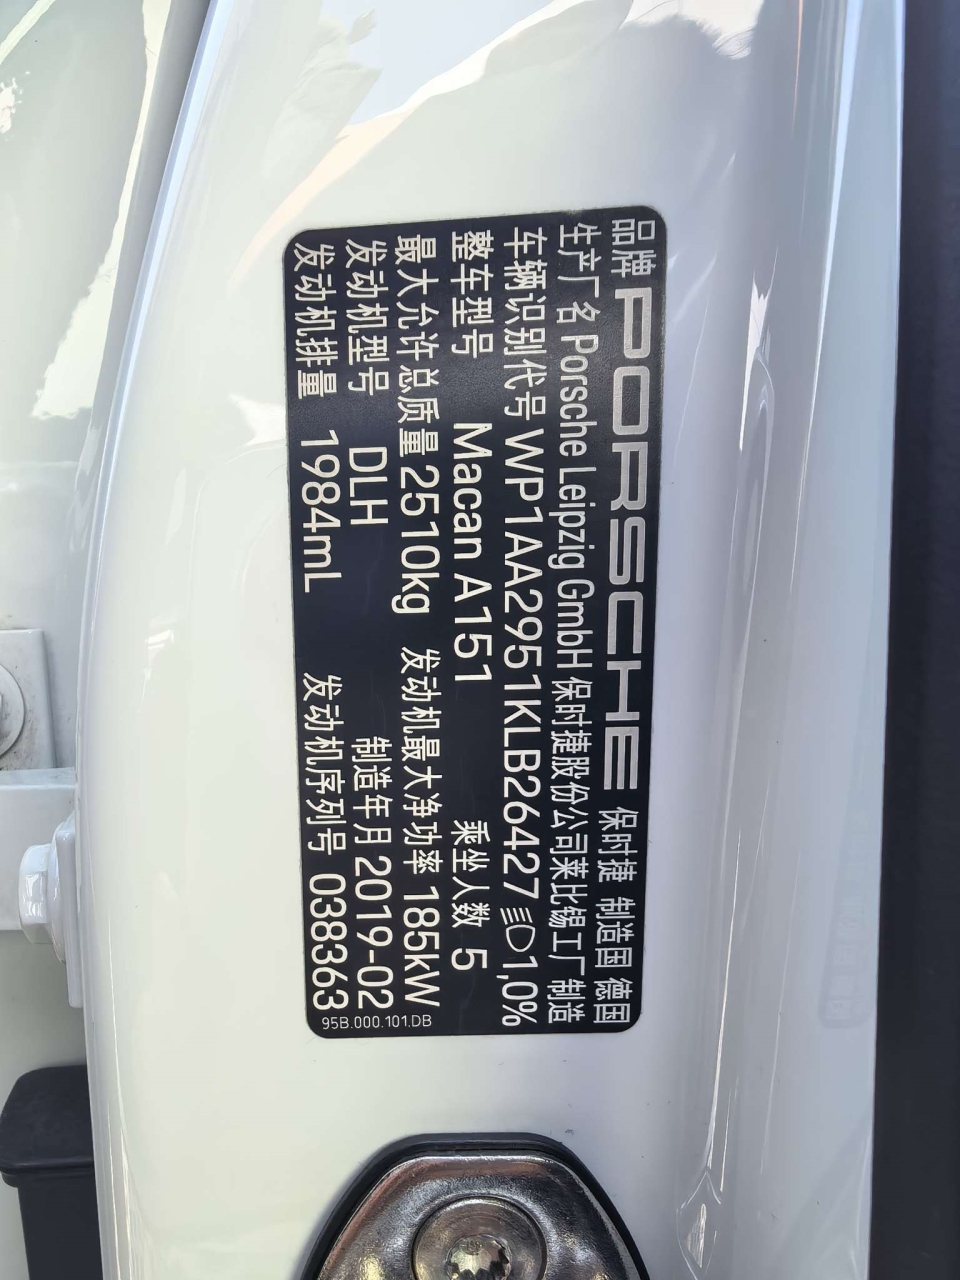 品牌 PORSCHE 保时捷 制造国 德国
生产厂名 Porsche Leipzig GmbH 保时捷股份公司莱比锡工厂制造
车辆识别代号 WP1AA2951KLB26427 1,0%
整车型号 Macan A151 乘坐人数 5
最大允许总质量 2510kg 发动机最大净功率 185kW
发动机型号 DLH 制造年月 2019-02
发动机排量 1984mL 发动机序列号 038363
95B.000.101.DB